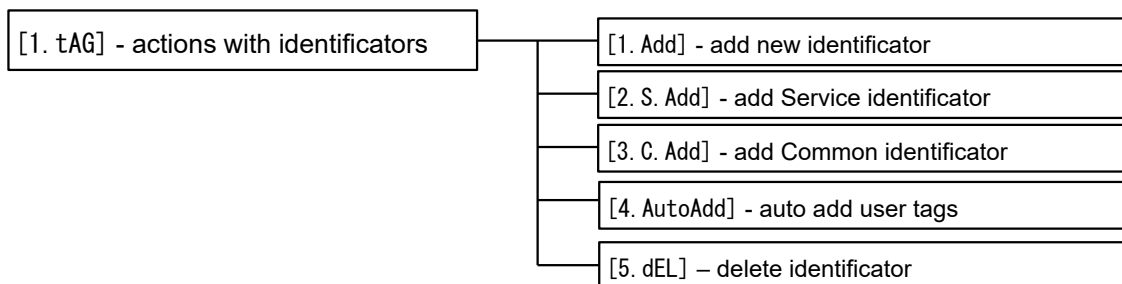 [1. tAG] - actions with identificators
[1. Add] - add new identificator
[2. S. Add] - add Service identificator
[3. C. Add] - add Common identificator
[4. AutoAdd] - auto add user tags
[5. dEL] – delete identificator